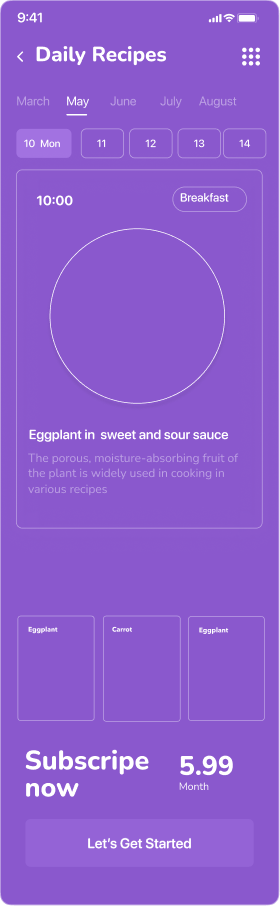 9:41
Daily Recipes
March May June July August
10 Mon 11 12 13 14
10:00 Breakfast
Eggplant in sweet and sour sauce
The porous, moisture-absorbing fruit of
the plant is widely used in cooking in
various recipes
Eggplant Carrot Eggplant
Subscripe
now
5.99
Month
Let's Get Started